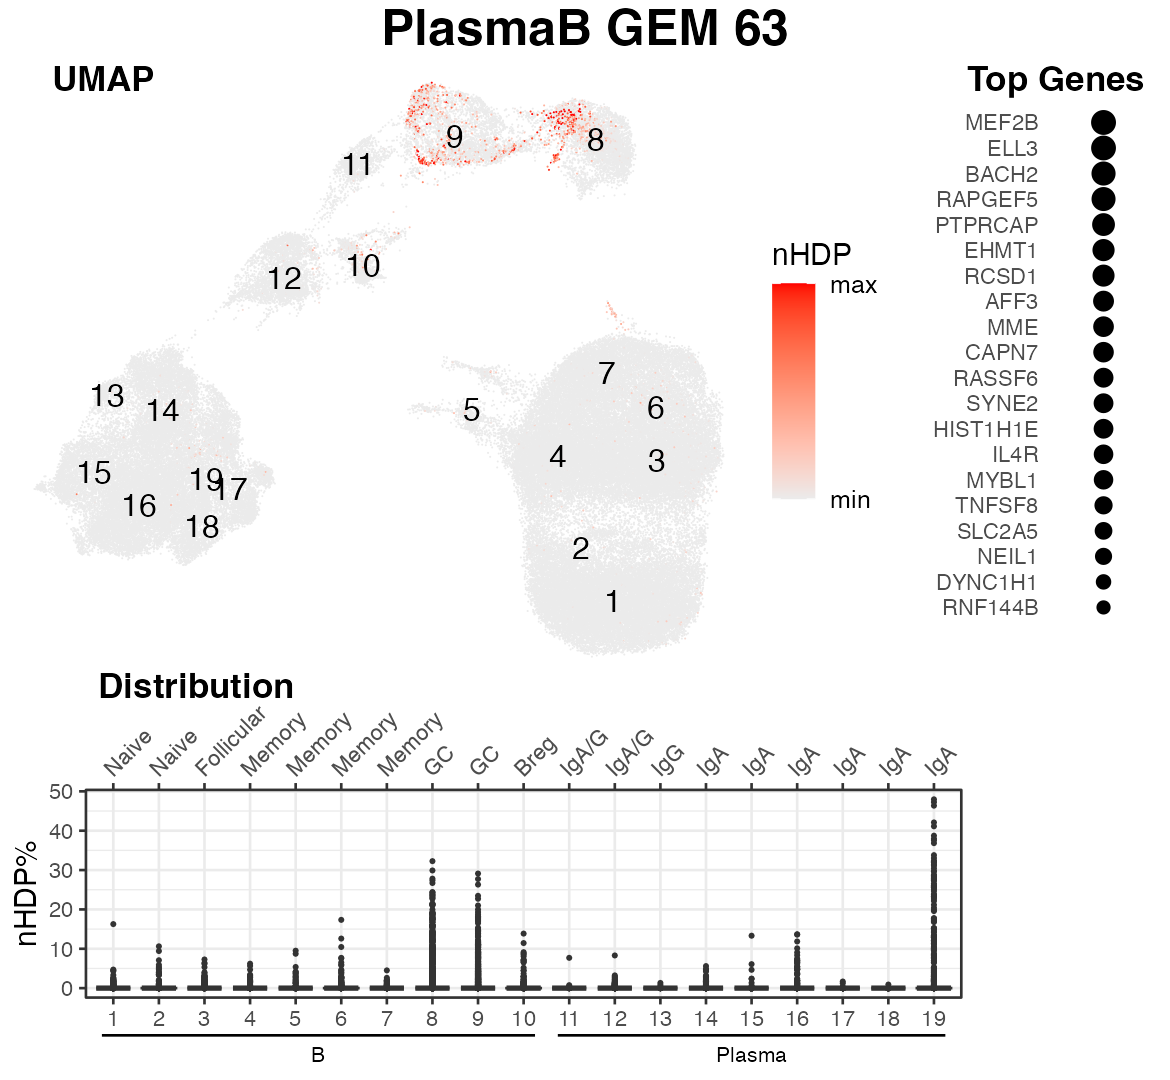 PlasmaB GEM 63
UMAP
Top Genes
9
8
11
10
12
nHDP
max
min
7
6
5
4
3
2
1
13
14
15
19
17
16
18
MEF2B
ELL3
BACH2
RAPGEF5
PTPRCAP
EHMT1
RCSD1
AFF3
MME
CAPN7
RASSF6
SYNE2
HIST1H1E
IL4R
MYBL1
TNFSF8
SLC2A5
NEIL1
DYNC1H1
RNF144B
Distribution
Naive Naive Follicular Memory Memory Memory Memory GC GC Breg IgA/G IgA/G IgG IgA IgA IgA IgA IgA IgA
nHDP%
50
40
30
20
10
0
1 2 3 4 5 6 7 8 9 10 11 12 13 14 15 16 17 18 19
B Plasma